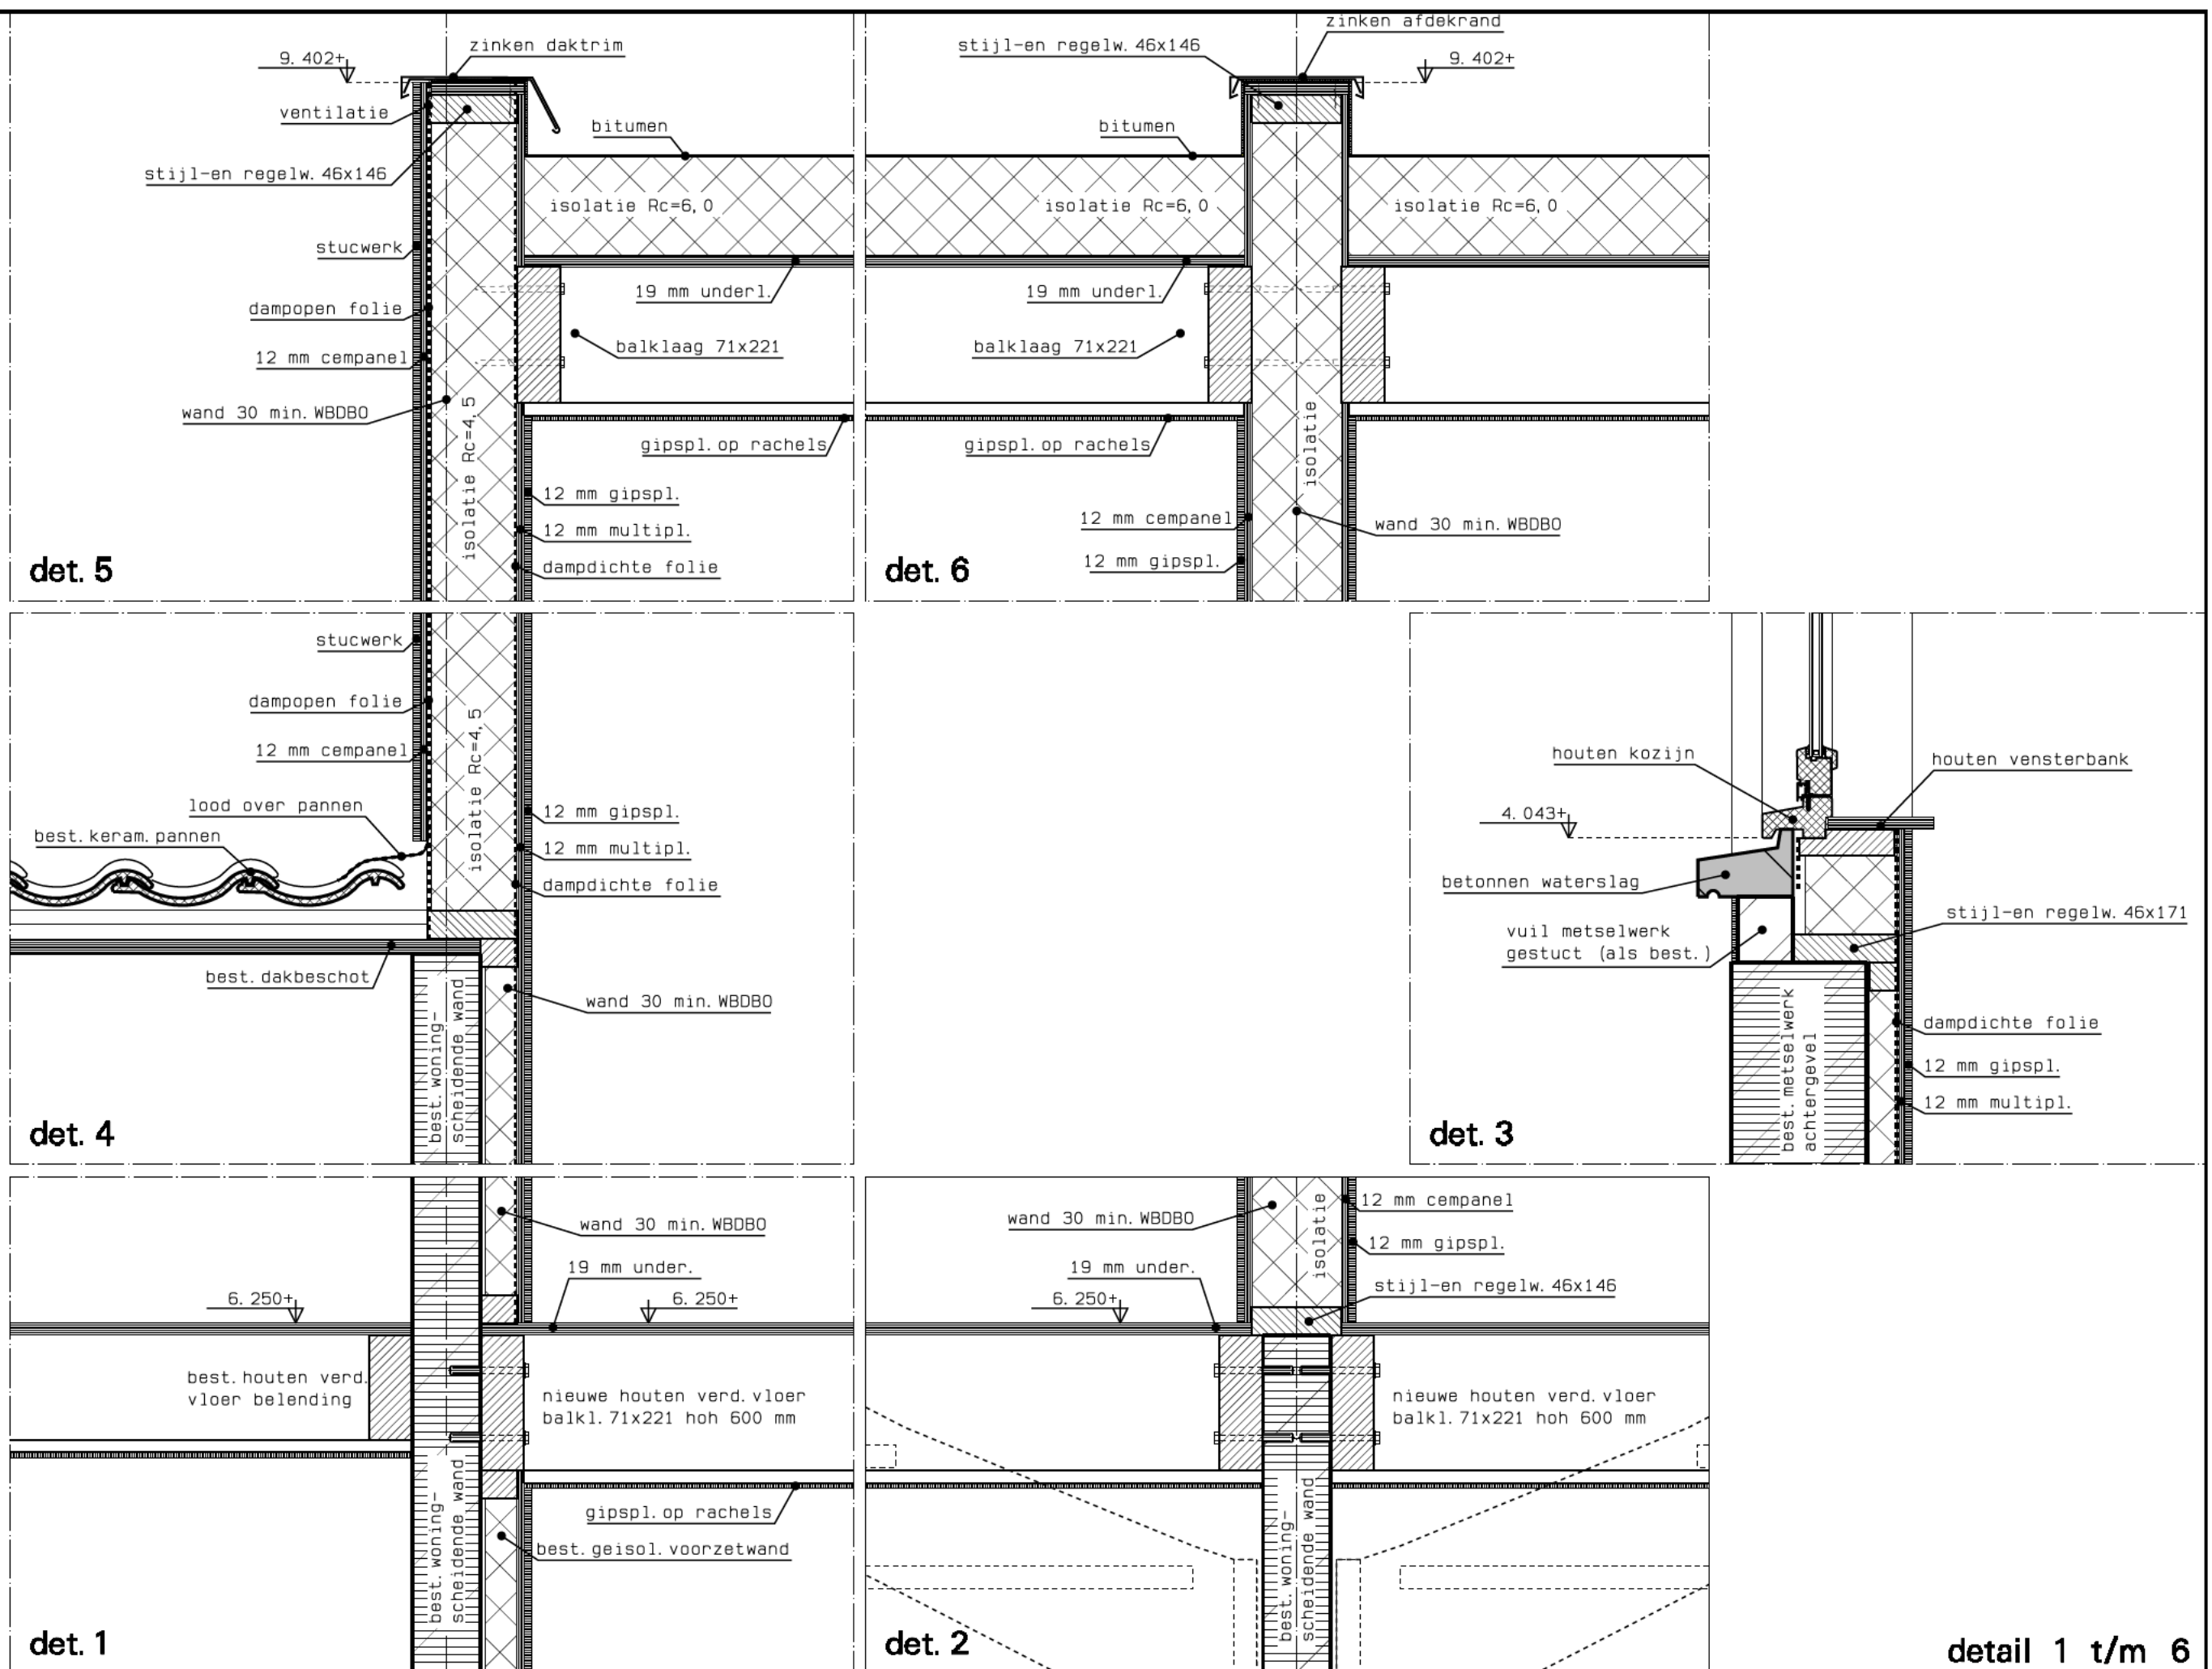 zinken daktrim
9.402+
ventilatie
bitumen
stijl-en regelw. 46x146
isolatie Rc=6,0
stucwerk
19 mm underl.
dampopen folie
balklaag 71x221
12 mm cempanel
wand 30 min. WBDBO
isolatie Rc=4,5
gipspl. op rachels
12 mm gipspl.
12 mm multipl.
dampdichte folie
det. 5
zinken afdekrand
stijl-en regelw. 46x146
9.402+
bitumen
isolatie Rc=6,0
isolatie Rc=6,0
19 mm underl.
balklaag 71x221
isolatie
gipspl. op rachels
12 mm cempanel
wand 30 min. WBDBO
12 mm gipspl.
det. 6
stucwerk
dampopen folie
12 mm cempanel
isolatie Rc=4,5
lood over pannen
best. keram. pannen
12 mm gipspl.
12 mm multipl.
dampdichte folie
best. dakbeschot
wand 30 min. WBDBO
best. woning-
scheidende wand
det. 4
houten kozijn
houten vensterbank
4.043+
betonnen waterslag
stijl-en regelw. 46x171
vuil metselwerk
gestuct (als best.)
best. metselwerk
achtergevel
dampdichte folie
12 mm gipspl.
12 mm multipl.
det. 3
wand 30 min. WBDBO
19 mm under.
6.250+
6.250+
best. houten verd.
vloer belending
nieuwe houten verd. vloer
balkl. 71x221 hoh 600 mm
best. woning-
scheidende wand
gipspl. op rachels
best. geisol. voorzetwand
det. 1
12 mm cempanel
wand 30 min. WBDBO
isolatie
12 mm gipspl.
19 mm under.
stijl-en regelw. 46x146
6.250+
nieuwe houten verd. vloer
balkl. 71x221 hoh 600 mm
best. woning-
scheidende wand
det. 2
detail 1 t/m 6